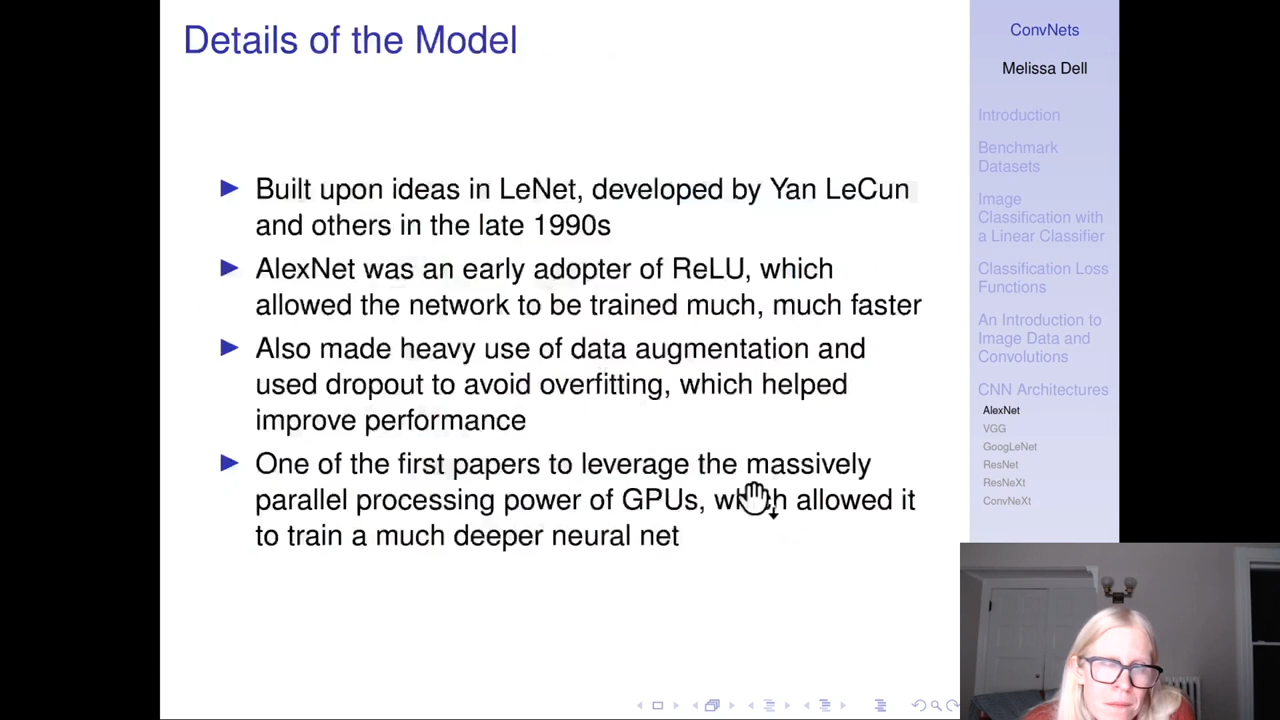 Details of the Model
Built upon ideas in LeNet, developed by Yan LeCun
and others in the late 1990s
AlexNet was an early adopter of ReLU, which
allowed the network to be trained much, much faster
Also made heavy use of data augmentation and
used dropout to avoid overfitting, which helped
improve performance
One of the first papers to leverage the massively
parallel processing power of GPUs, which allowed it
to train a much deeper neural net
ConvNets
Melissa Dell
Introduction
Benchmark
Datasets
Image
Classification with
a Linear Classifier
Classification Loss
Functions
An Introduction to
Image Data and
Convolutions
CNN Architectures
AlexNet
VGG
GoogLeNet
ResNet
ResNeXt
ConvNeXt